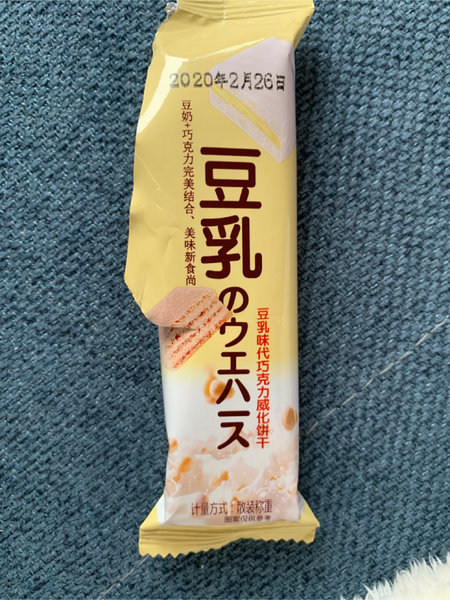 2020年2月26日
豆奶+巧克力完美结合、美味新食尚
豆乳のウエハース
豆乳味代巧克力威化饼干
计量方式：散装称重
图案仅供参考